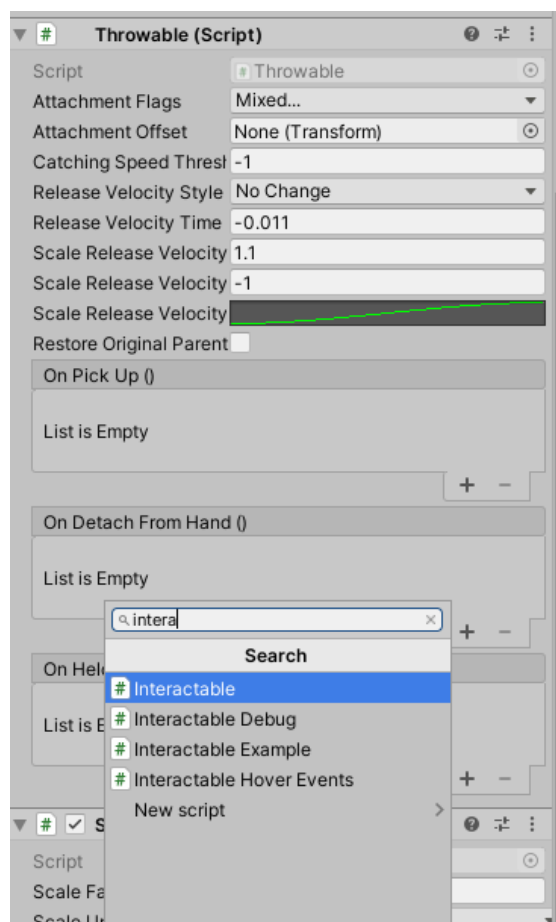 # Throwable (Script)
Script # Throwable
Attachment Flags Mixed...
Attachment Offset None (Transform)
Catching Speed Thresh -1
Release Velocity Style No Change
Release Velocity Time -0.011
Scale Release Velocity 1.1
Scale Release Velocity -1
Scale Release Velocity
Restore Original Parent
On Pick Up ()
List is Empty
+ −
On Detach From Hand ()
List is Empty
intera
+ −
Search
On Hel
# Interactable
List is E
# Interactable Debug
# Interactable Example
# Interactable Hover Events
+ −
New script
# S
Script
Scale Fa